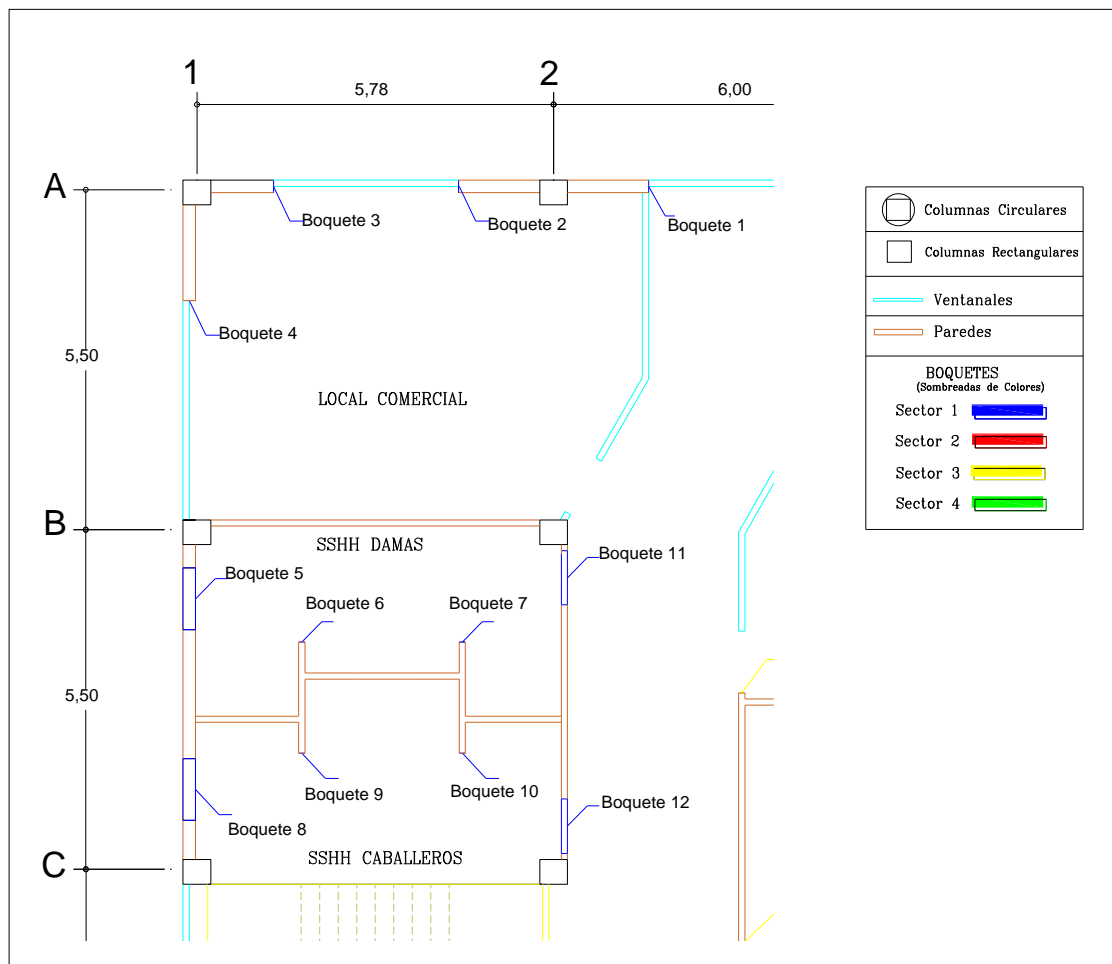 1
2
5,78
6,00
A
Boquete 3
Boquete 2
Boquete 1
Columnas Circulares
Columnas Rectangulares
Ventanales
Paredes
BOQUETES
(Sombreadas de Colores)
Sector 1
Sector 2
Sector 3
Sector 4
Boquete 4
5,50
LOCAL COMERCIAL
B
SSHH DAMAS
Boquete 11
Boquete 5
Boquete 6
Boquete 7
5,50
Boquete 9
Boquete 10
Boquete 12
Boquete 8
C
SSHH CABALLEROS